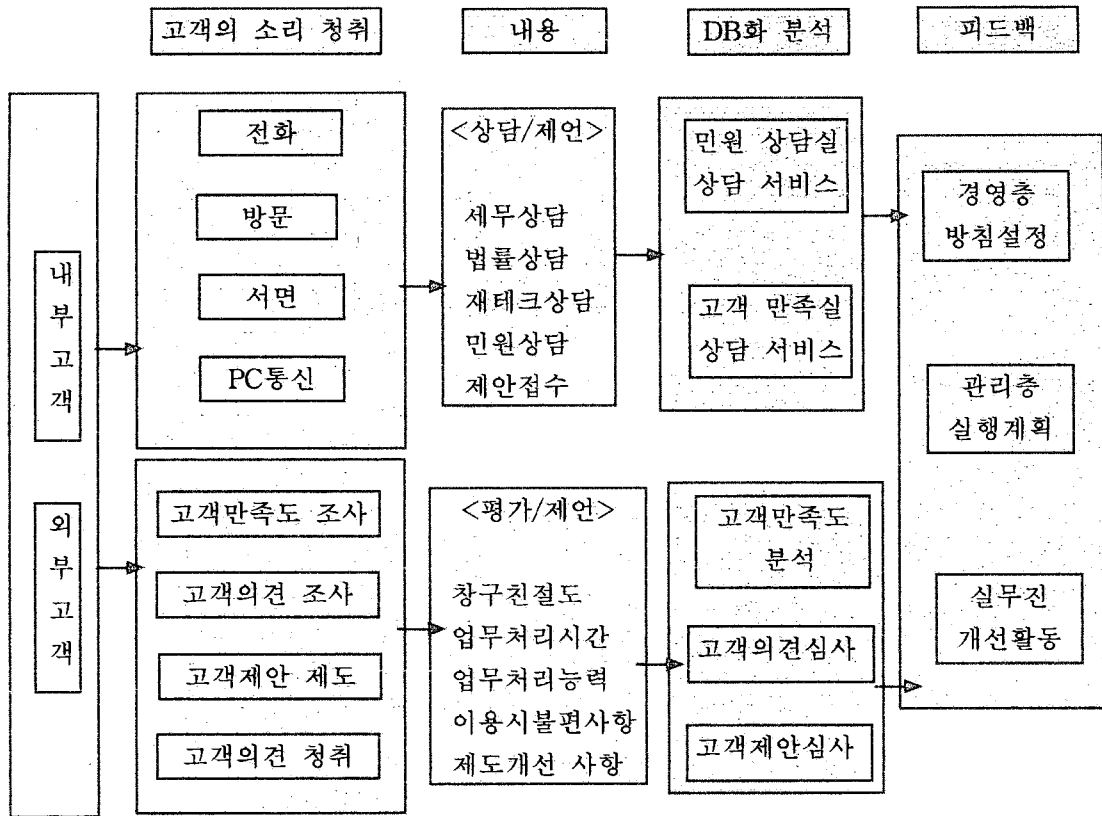 고객의 소리 청취
내용
DB화 분석
피드백
내부고객
외부고객
전화
방문
서면
PC통신
<상담/제언>
세무상담
법률상담
재테크상담
민원상담
제안접수
민원 상담실
상담 서비스
고객 만족실
상담 서비스
고객만족도 조사
고객의견 조사
고객제안 제도
고객의견 청취
<평가/제언>
창구친절도
업무처리시간
업무처리능력
이용시불편사항
제도개선 사항
고객만족도
분석
고객의견심사
고객제안심사
경영층
방침설정
관리층
실행계획
실무진
개선활동